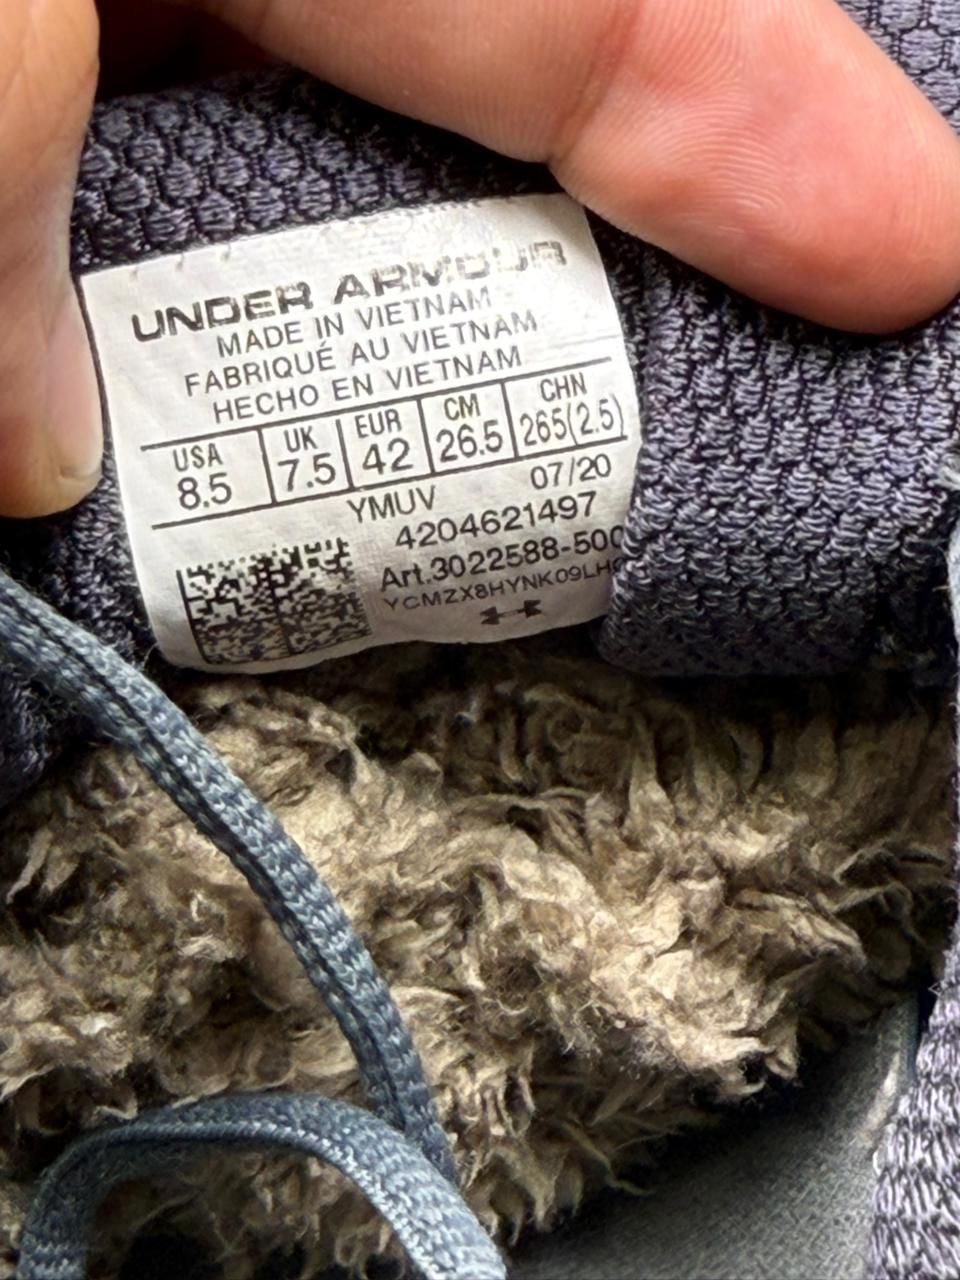 UNDER ARMOUR
MADE IN VIETNAM
FABRIQUÉ AU VIETNAM
HECHO EN VIETNAM
USA UK EUR CM CHN
8.5 7.5 42 26.5 265(2.5)
07/20
YMUV
4204621497
Art.3022588-500